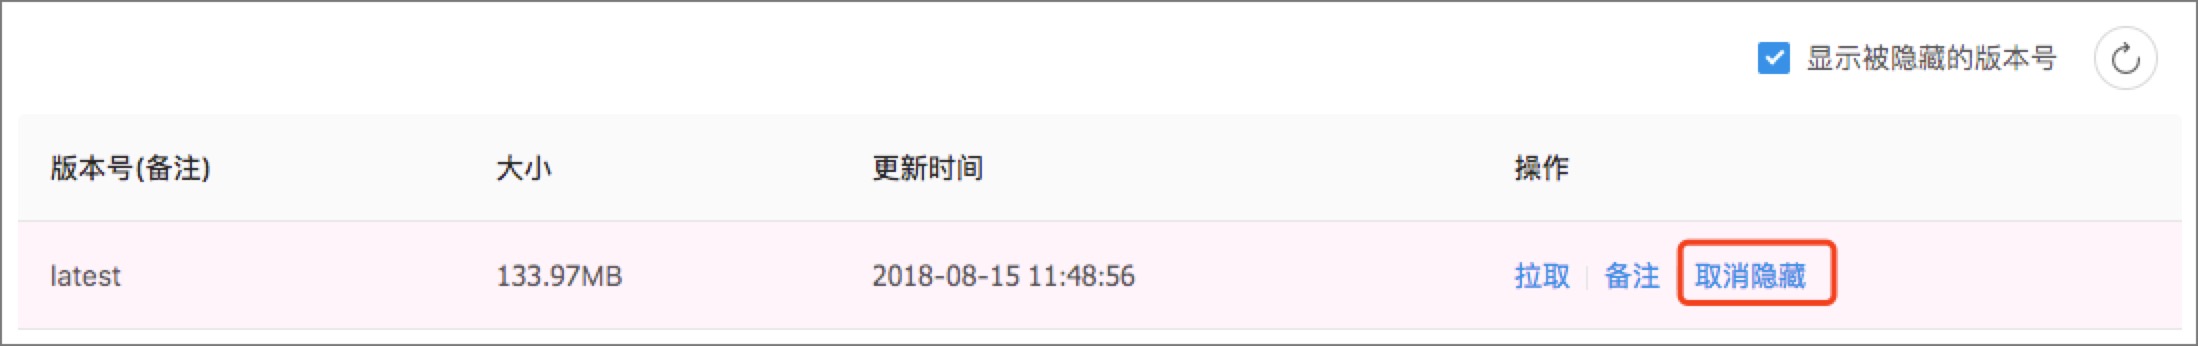 显示被隐藏的版本号
版本号(备注) 大小 更新时间 操作
latest 133.97MB 2018-08-15 11:48:56 拉取 备注 取消隐藏